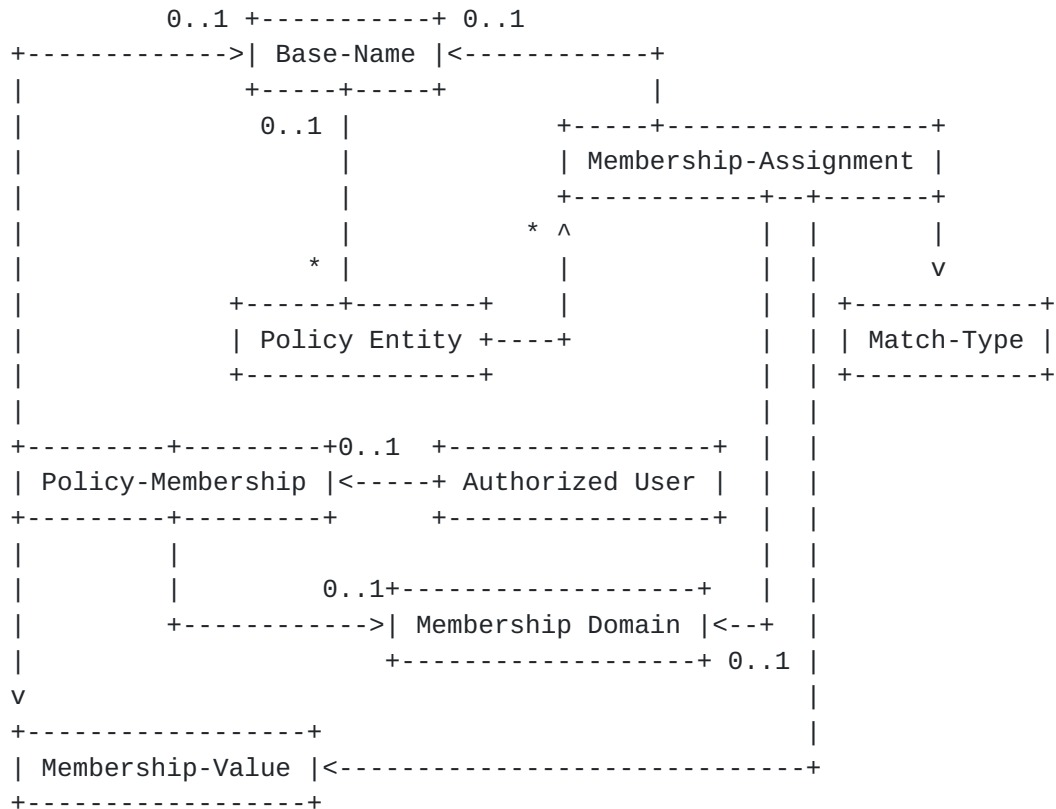 0..1 0..1
Base-Name
0..1
Membership-Assignment
*
*
Policy Entity Match-Type
0..1
Policy-Membership Authorized User
0..1
Membership Domain
0..1
Membership-Value